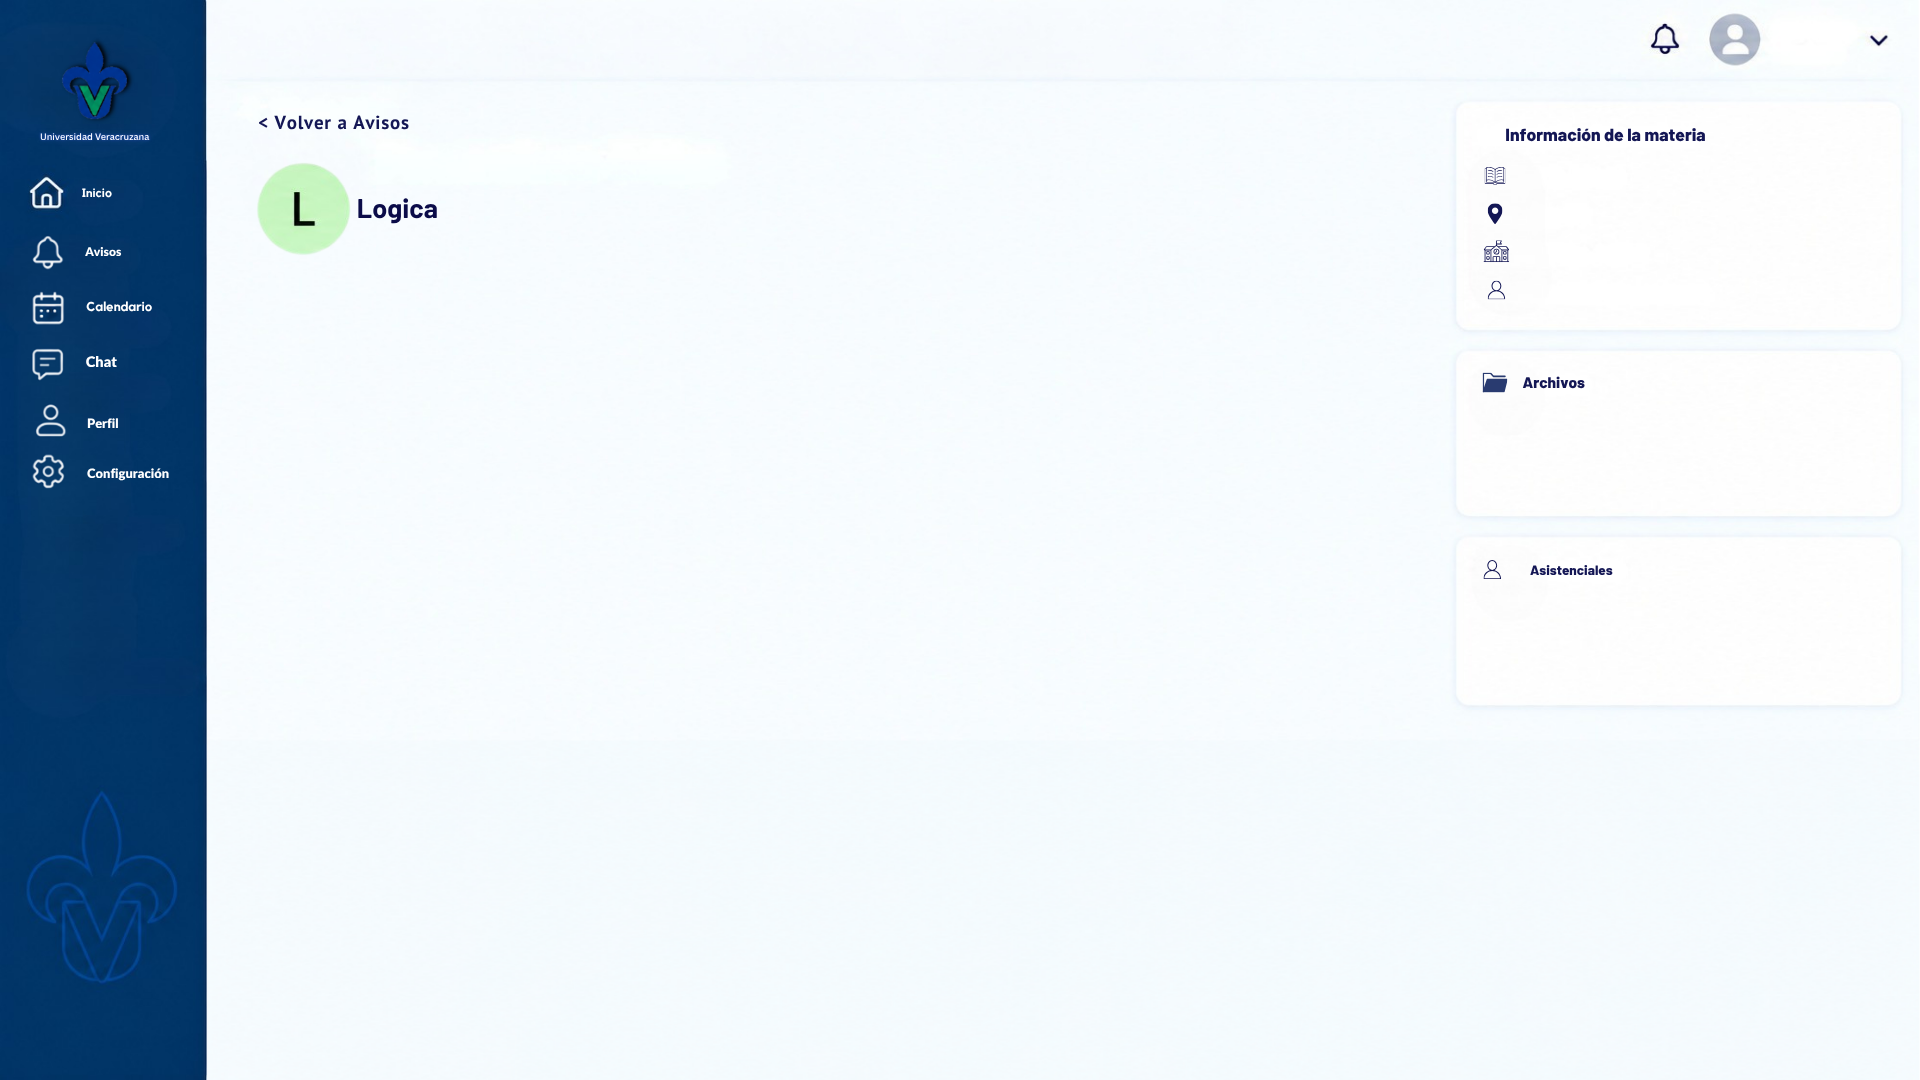 Universidad Veracruzana
Inicio
Avisos
Calendario
Chat
Perfil
Configuración
< Volver a Avisos
L
Logica
Información de la materia
Archivos
Asistenciales